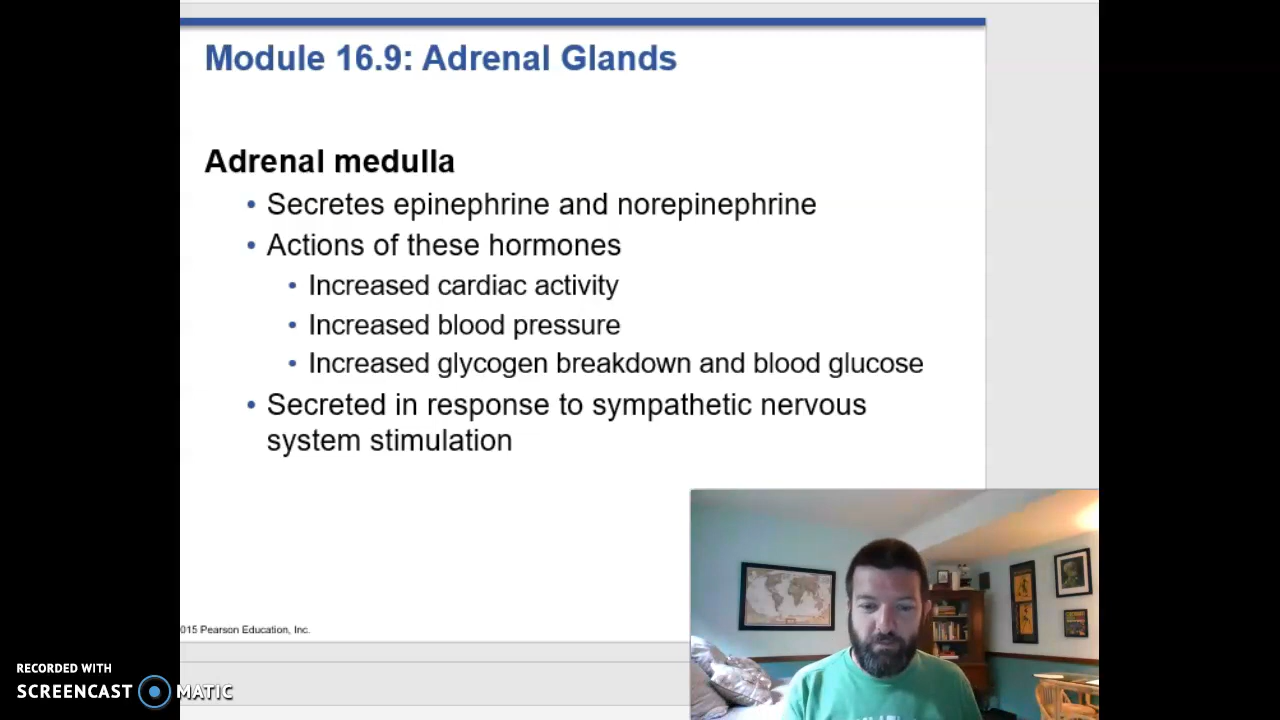 Module 16.9: Adrenal Glands
Adrenal medulla
• Secretes epinephrine and norepinephrine
• Actions of these hormones
• Increased cardiac activity
• Increased blood pressure
• Increased glycogen breakdown and blood glucose
• Secreted in response to sympathetic nervous
system stimulation
015 Pearson Education, Inc.
RECORDED WITH
SCREENCAST MATIC